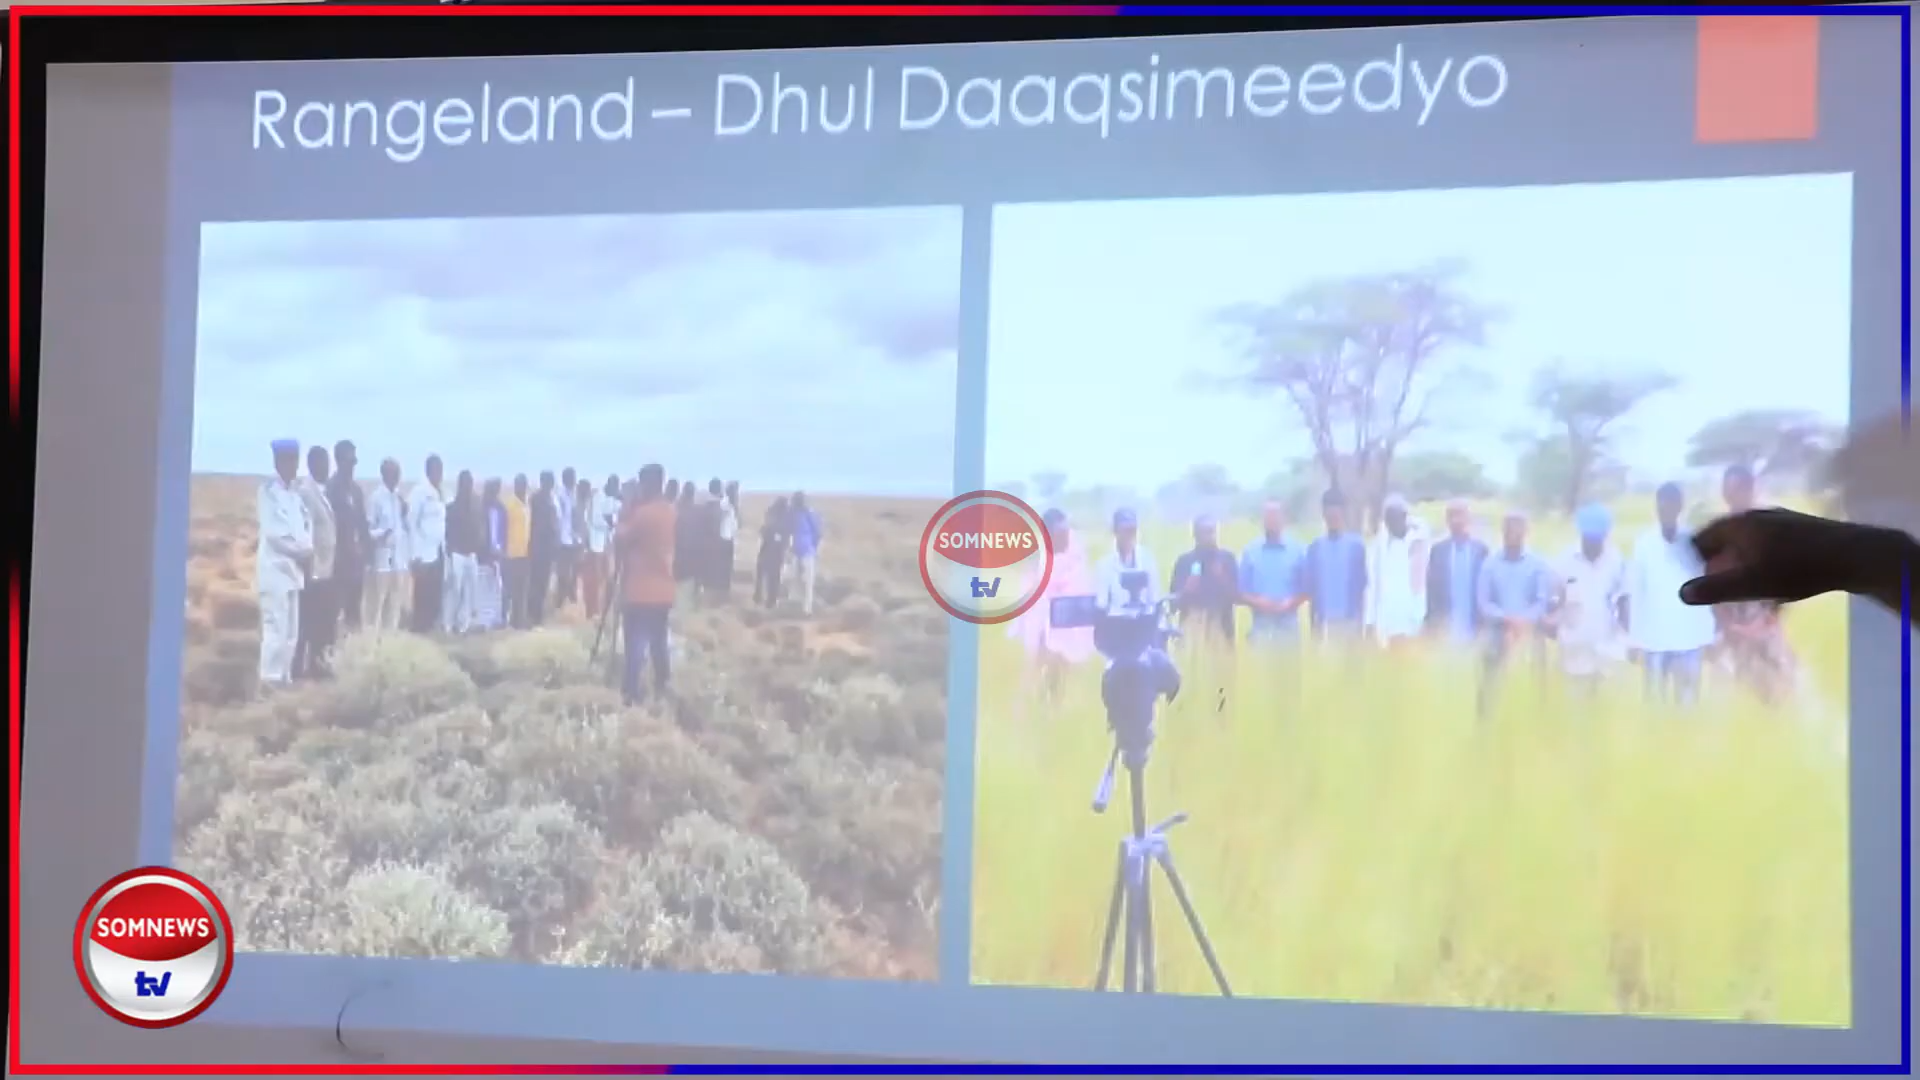 Rangeland – Dhul Daaqsimeedyo
SOMNEWS
tv
SOMNEWS
tv